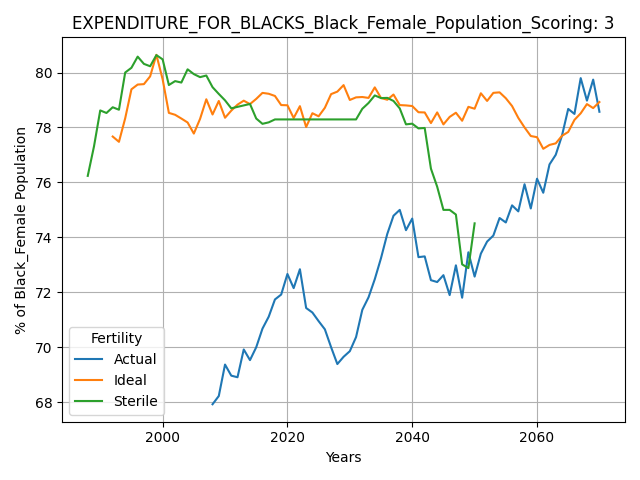 EXPENDITURE_FOR_BLACKS_Black_Female_Population_Scoring: 3
% of Black_Female Population
80
78
76
74
72
70
68
Fertility
Actual
Ideal
Sterile
2000
2020
2040
2060
Years